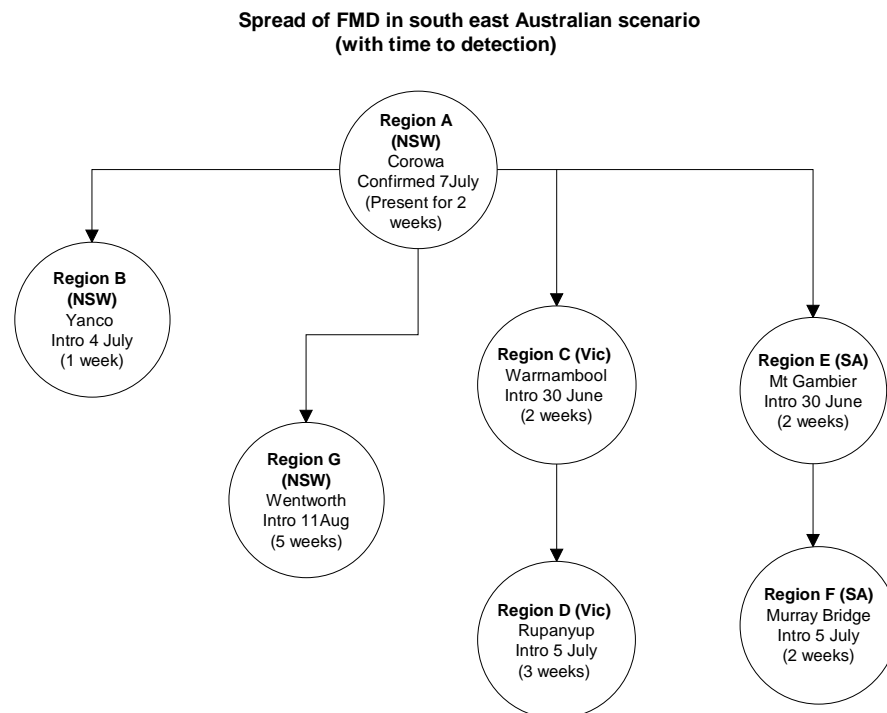 Spread of FMD in south east Australian scenario
(with time to detection)
Region A
(NSW)
Corowa
Confirmed 7July
(Present for 2
weeks)
Region B
(NSW)
Yanco
Intro 4 July
(1 week)
Region C (Vic)
Warrnambool
Intro 30 June
(2 weeks)
Region E (SA)
Mt Gambier
Intro 30 June
(2 weeks)
Region G
(NSW)
Wentworth
Intro 11Aug
(5 weeks)
Region D (Vic)
Rupanyup
Intro 5 July
(3 weeks)
Region F (SA)
Murray Bridge
Intro 5 July
(2 weeks)